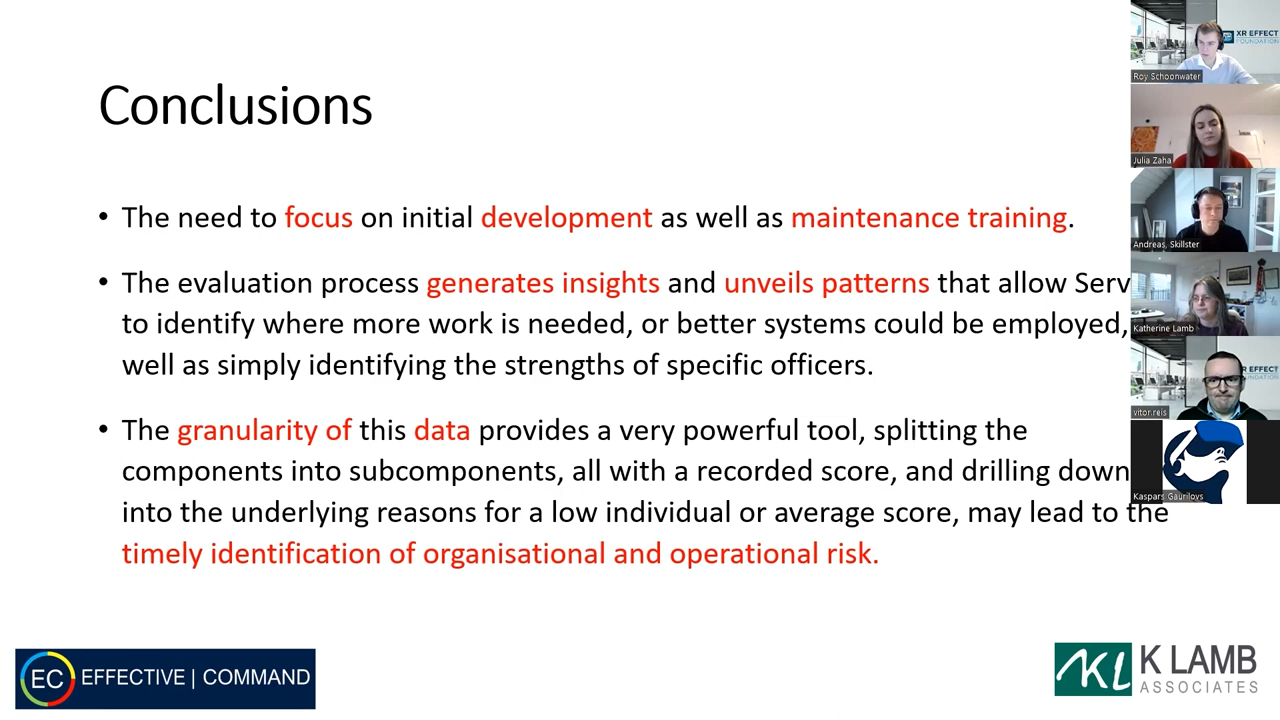 Conclusions
• The need to focus on initial development as well as maintenance training.
• The evaluation process generates insights and unveils patterns that allow Serv
to identify where more work is needed, or better systems could be employed,
well as simply identifying the strengths of specific officers.
• The granularity of this data provides a very powerful tool, splitting the
components into subcomponents, all with a recorded score, and drilling down
into the underlying reasons for a low individual or average score, may lead to the
timely identification of organisational and operational risk.
EC EFFECTIVE | COMMAND
KL K LAMB
ASSOCIATES
XR EFFECT
FOUNDATION
Roy Schoonwater
Julia Zaha
Andreas, Skillster
Katherine Lamb
R EFFECT
UNDATION
vitor.reis
Kaspars Gaurilovs